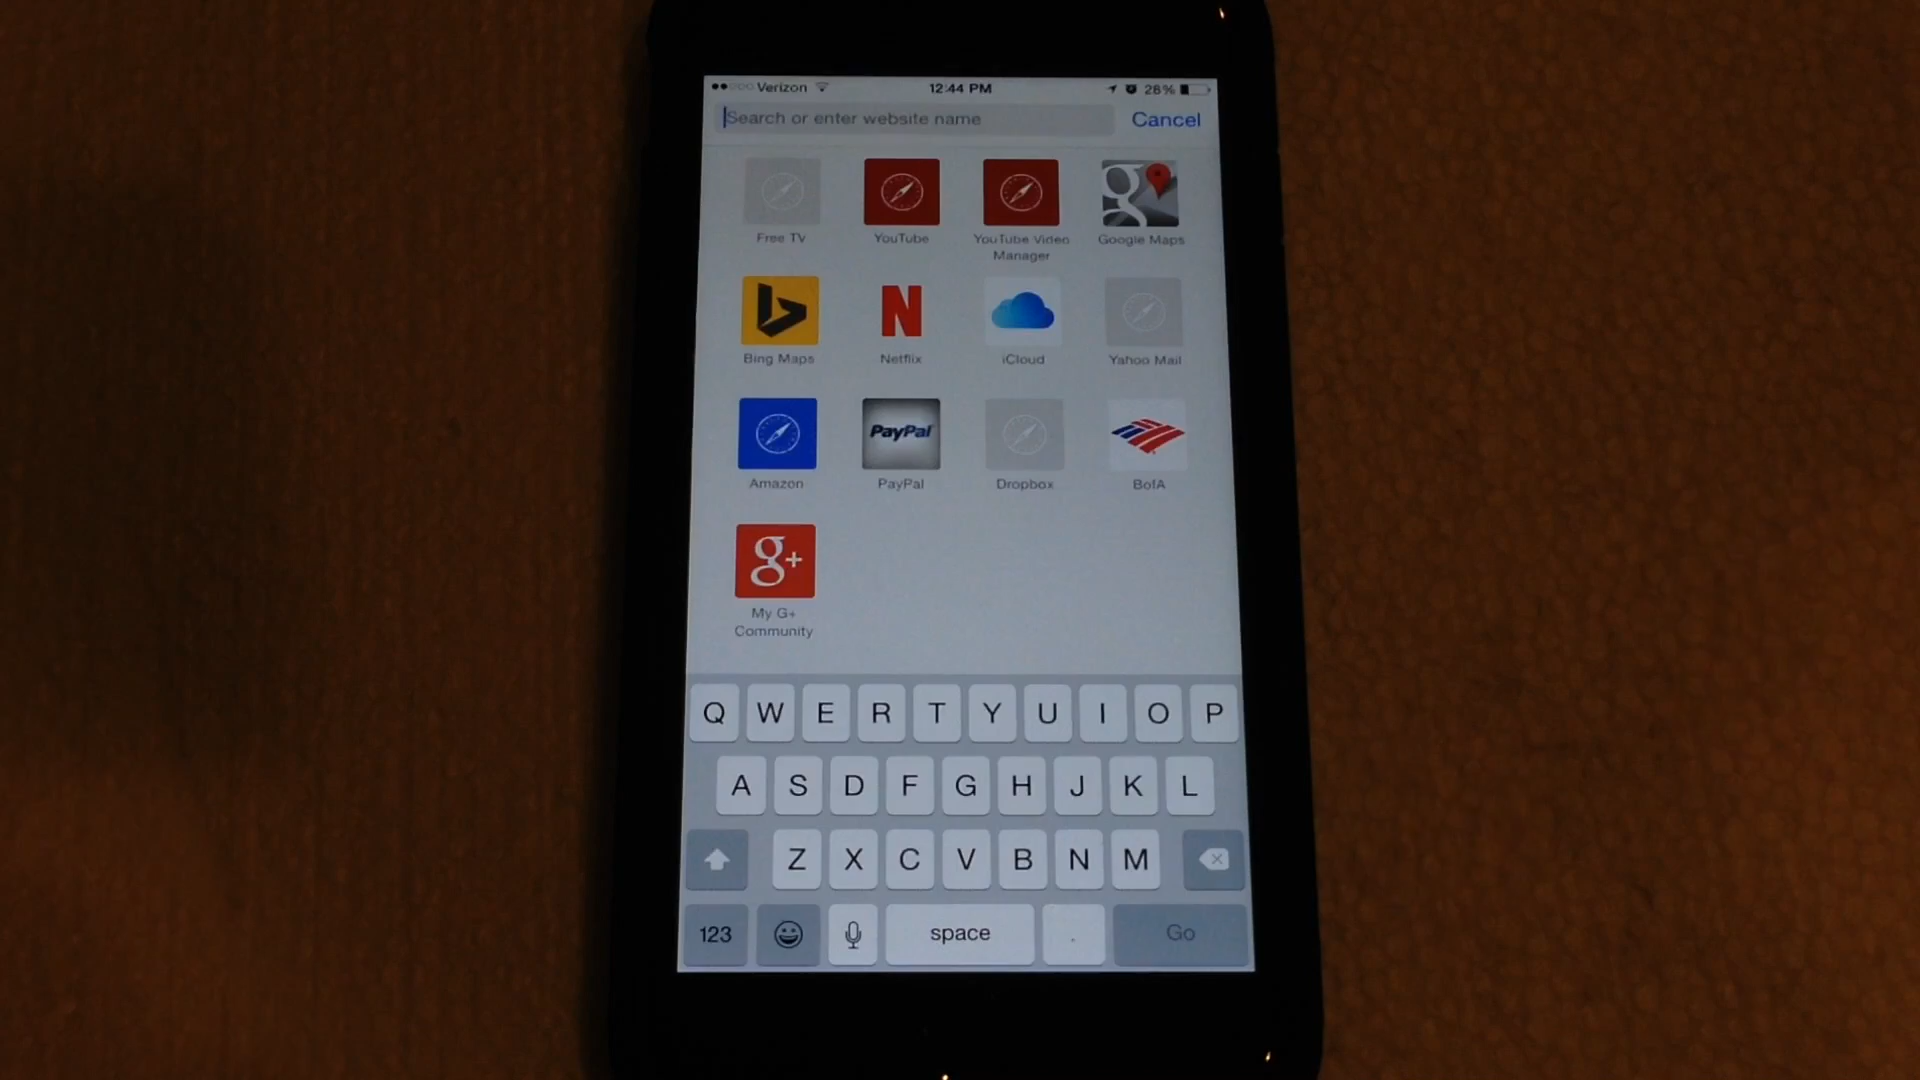 Verizon 12:44 PM 28%
Search or enter website name Cancel
Free TV YouTube YouTube Video Manager Google Maps
Bing Maps Netflix iCloud Yahoo Mail
PayPal
Amazon PayPal Dropbox BofA
g+
My G+
Community
Q W E R T Y U I O P
A S D F G H J K L
Z X C V B N M
123 space . Go